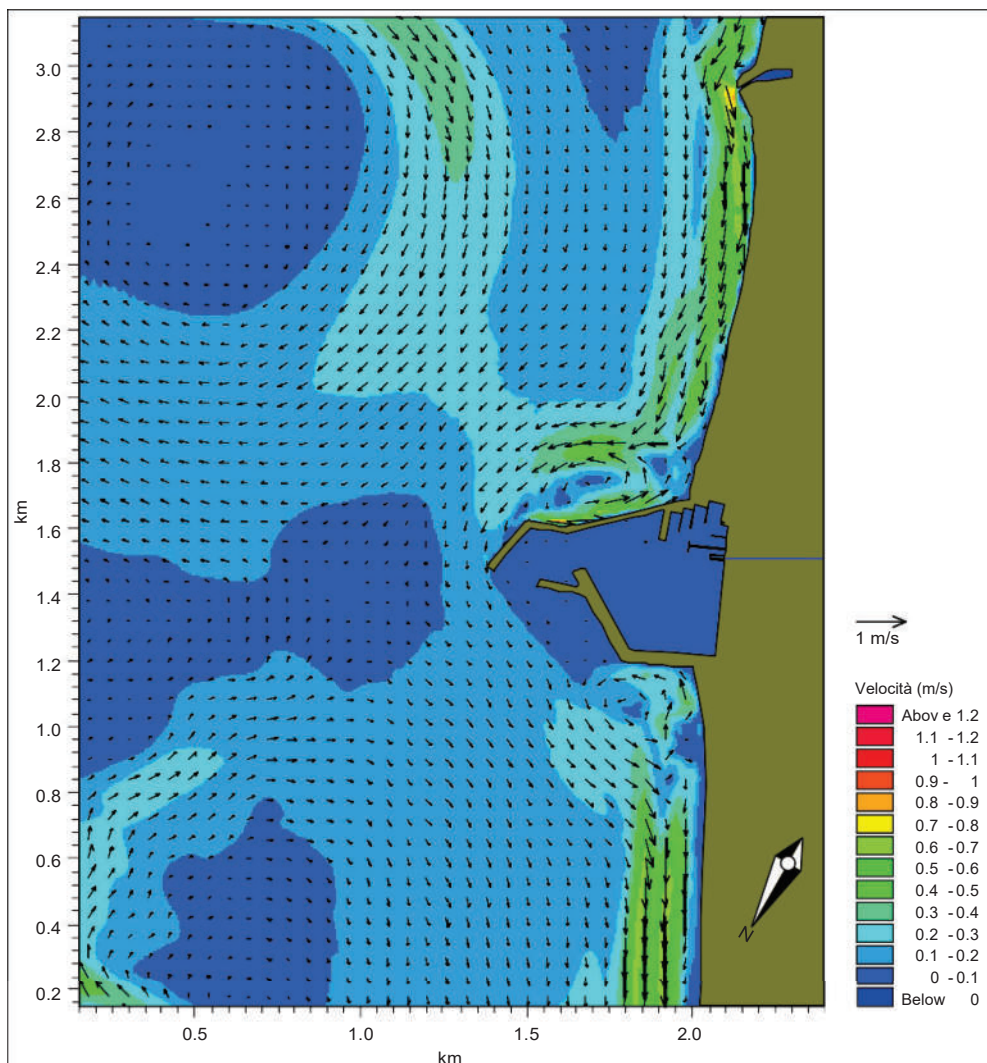 3.0
2.8
2.6
2.4
2.2
2.0
1.8
km
1.6
1.4
1.2
1.0
0.8
0.6
0.4
0.2
0.5
1.0
1.5
2.0
km
1 m/s
Velocità (m/s)
Abov e 1.2
1.1 - 1.2
1 - 1.1
0.9 - 1
0.8 - 0.9
0.7 - 0.8
0.6 - 0.7
0.5 - 0.6
0.4 - 0.5
0.3 - 0.4
0.2 - 0.3
0.1 - 0.2
0 - 0.1
Below 0
N